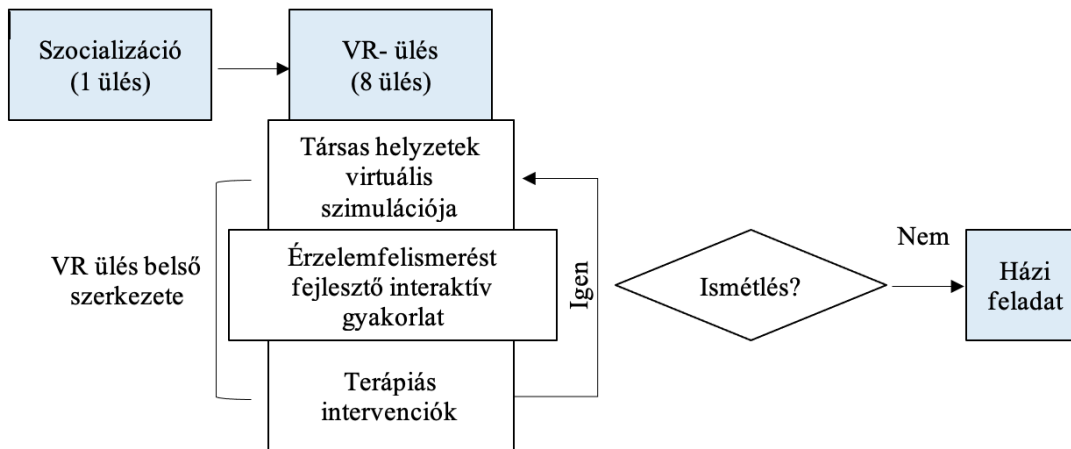 Szocializáció
(1 ülés)
VR- ülés
(8 ülés)
Társas helyzetek
virtuális
szimulációja
VR ülés belső
szerkezete
Érzelemfelismerést
fejlesztő interaktív
gyakorlat
Terápiás
intervenciók
Igen
Ismétlés?
Nem
Házi
feladat